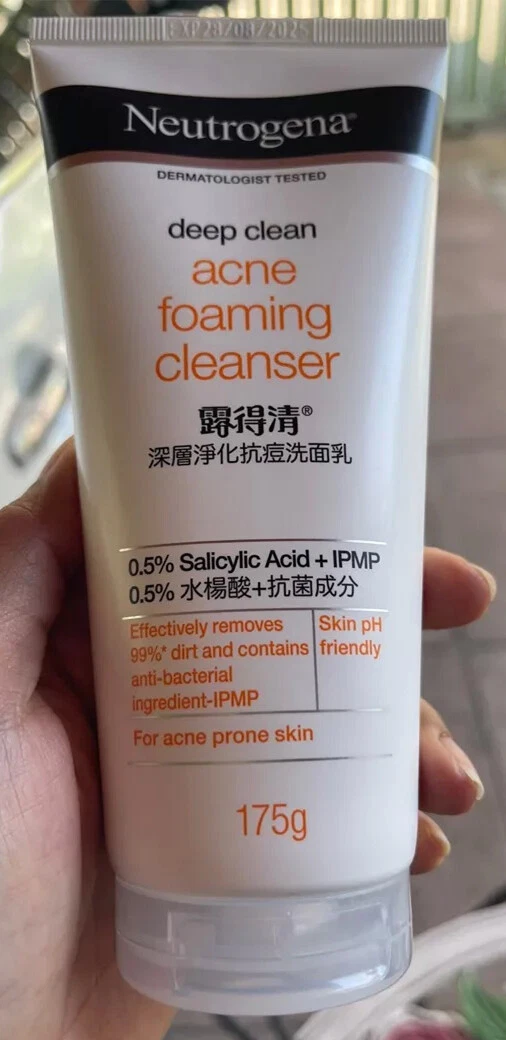 EXP28/08/2025
Neutrogena®
DERMATOLOGIST TESTED
deep clean
acne
foaming
cleanser
露得清®
深層淨化抗痘洗面乳
0.5% Salicylic Acid + IPMP
0.5% 水楊酸+抗菌成分
Effectively removes
99%* dirt and contains
anti-bacterial
ingredient-IPMP
Skin pH
friendly
For acne prone skin
175g